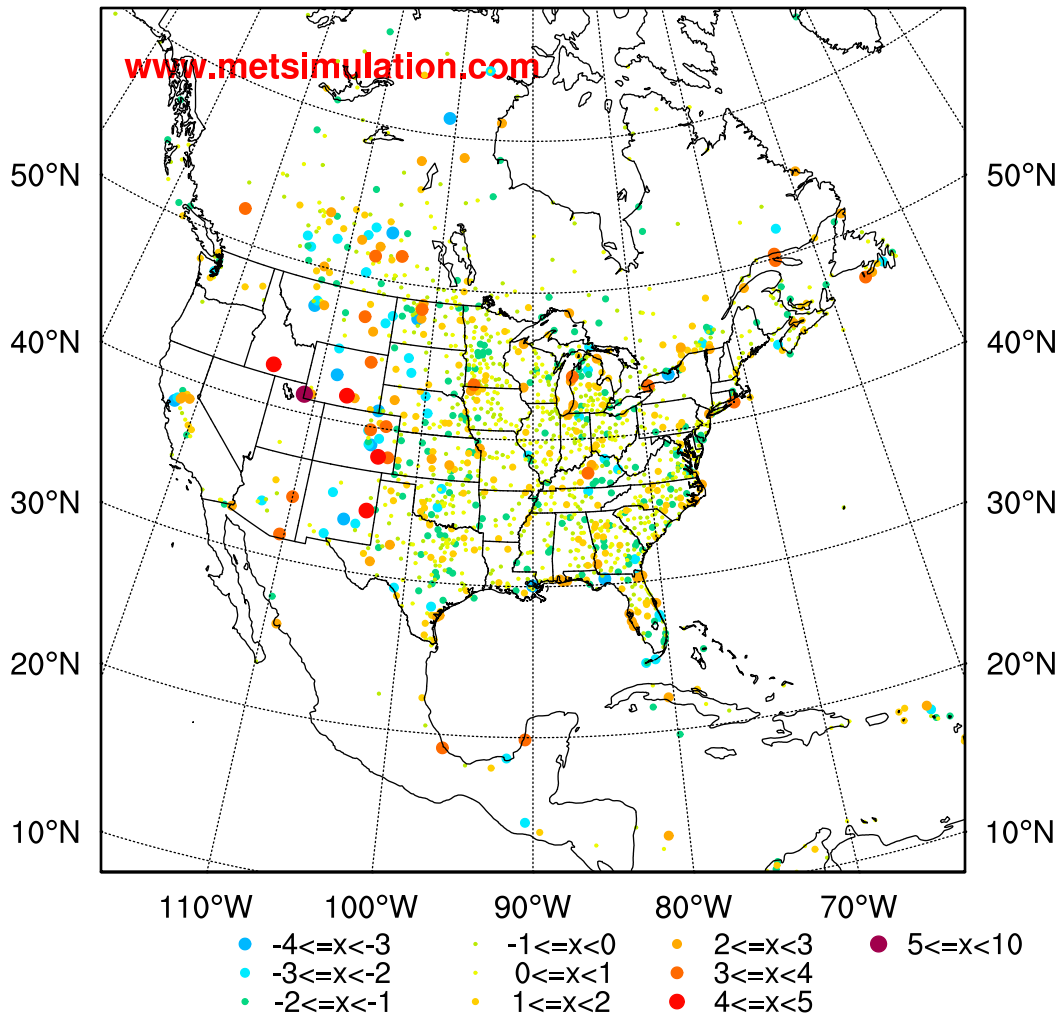 www.metsimulation.com
50°N 50°N
40°N 40°N
30°N 30°N
20°N 20°N
10°N 10°N
110°W 100°W 90°W 80°W 70°W
-4<=x<-3 -1<=x<0 2<=x<3 5<=x<10
-3<=x<-2 0<=x<1 3<=x<4
-2<=x<-1 1<=x<2 4<=x<5